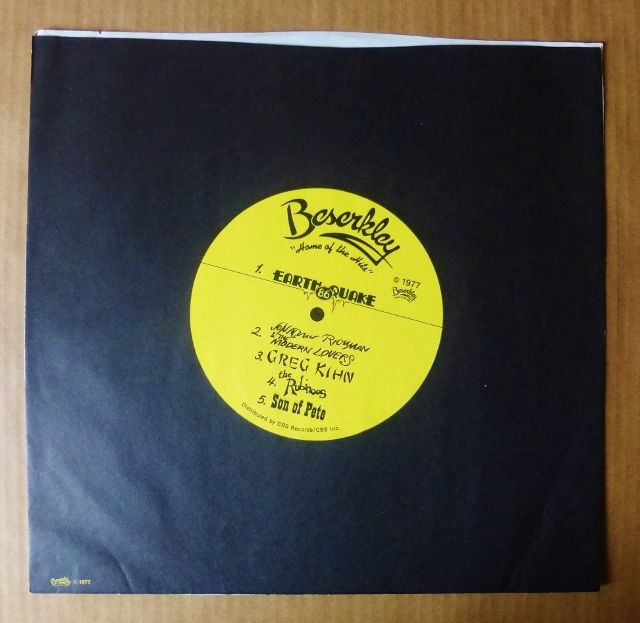 Beserkley
"Home of the Hits"
1. EARTH QUAKE
© 1977
Beserkley
2. JONATHAN RICHMAN
& THE
MODERN LOVERS
3. GREG KIHN
4. the Rubinoos
5. Son of Pete
Distributed by CBS Records/CBS Inc.
Beserkley © 1977